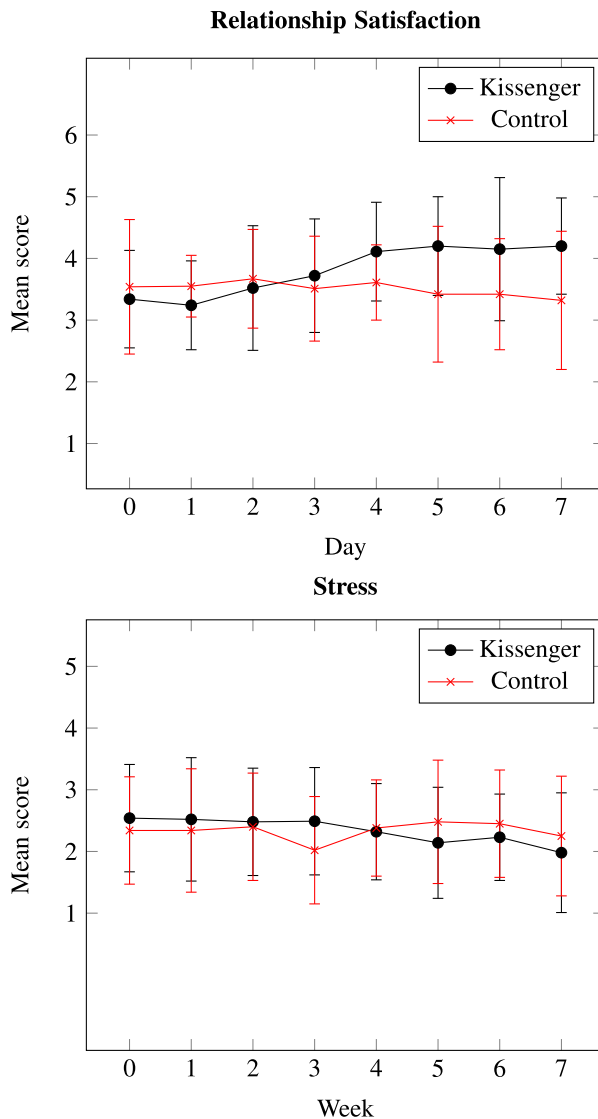 Relationship Satisfaction
Kissenger
Control
6
5
4
3
2
1
Mean score
0 1 2 3 4 5 6 7
Day
Stress
Kissenger
Control
5
4
3
2
1
Mean score
0 1 2 3 4 5 6 7
Week